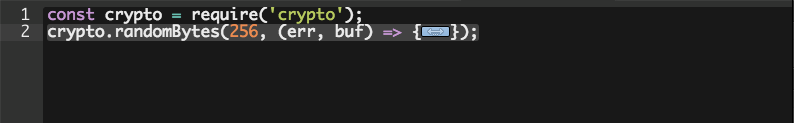 1 const crypto = require('crypto');
2 crypto.randomBytes(256, (err, buf) => {});